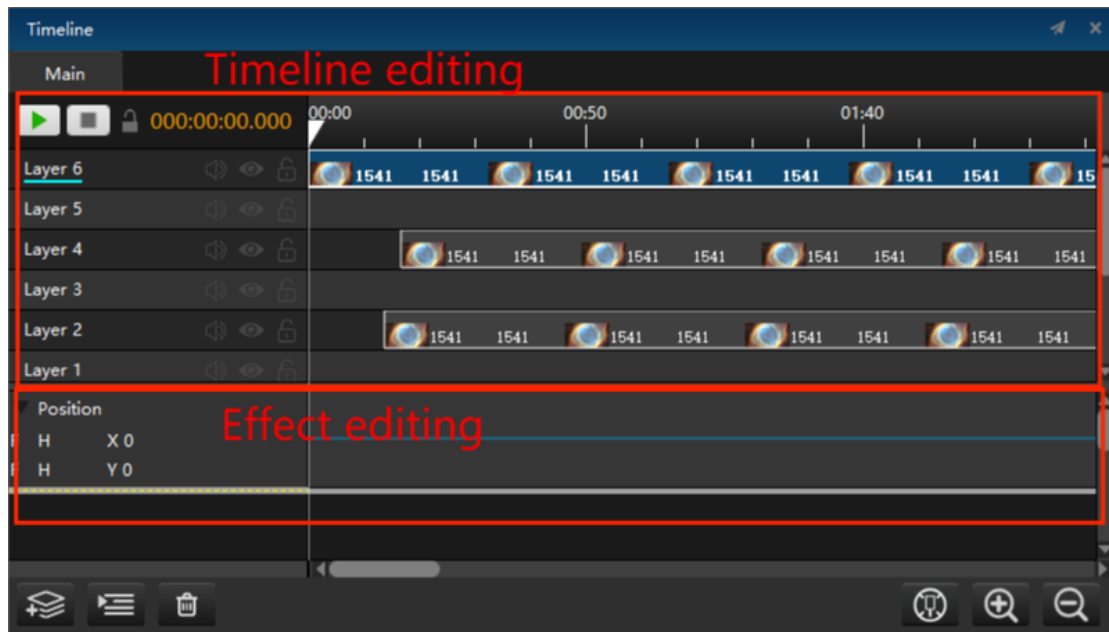 Timeline
Main
Timeline editing
000:00:00.000 00:00 00:50 01:40
Layer 6 1541 1541 1541 1541 1541 1541 1541 1541 15
Layer 5
Layer 4 1541 1541 1541 1541 1541 1541 1541 1541
Layer 3
Layer 2 1541 1541 1541 1541 1541 1541 1541 1541
Layer 1
Position
Effect editing
F H X 0
F H Y 0